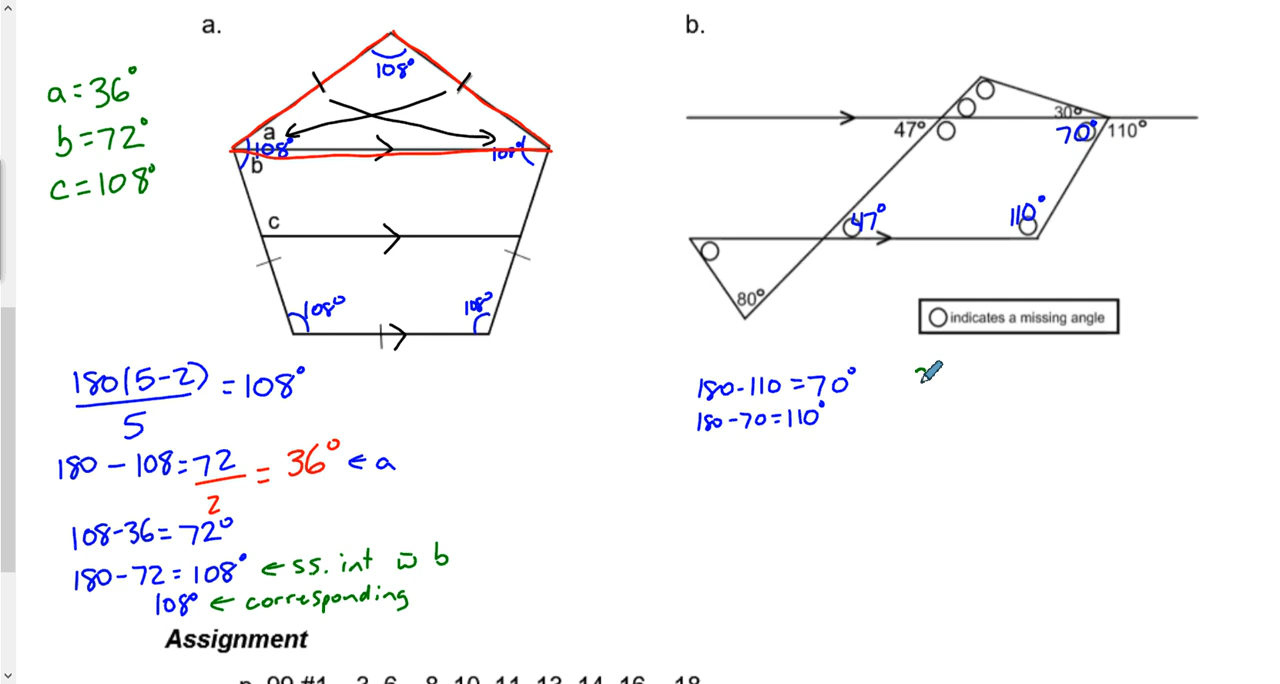 a.
108°
a = 36°
b = 72°
c = 108°
a
108°
108°
b
c
108°
108°
180(5-2) = 108°
5
180 - 108 = 72 = 36° ← a
2
108-36 = 72°
180 - 72 = 108° ← ss. int w b
108° ← corresponding
Assignment
b.
30°
47°
70°
110°
47°
110°
80°
indicates a missing angle
180-110 = 70°
180-70 = 110°